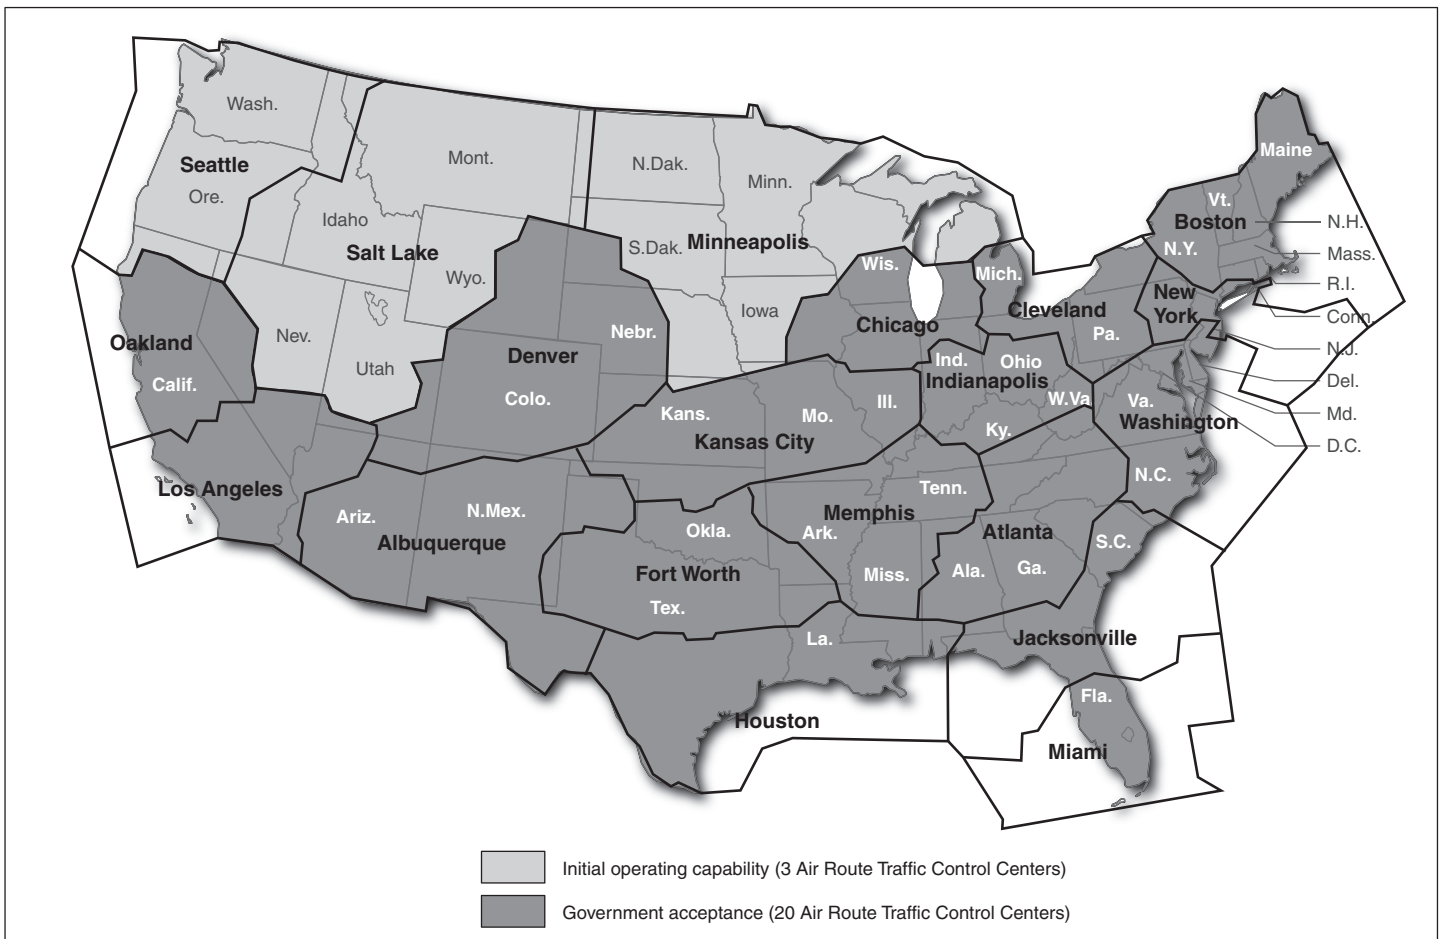 Wash.
Seattle
Ore.
Mont.
Idaho
Salt Lake
Wyo.
Nev.
Utah
N.Dak.
Minn.
S.Dak.
Minneapolis
Iowa
Nebr.
Oakland
Calif.
Denver
Colo.
Los Angeles
Ariz.
N.Mex.
Albuquerque
Kans.
Mo.
Ill.
Kansas City
Wis.
Mich.
Chicago
Cleveland
Ind.
Ohio
Indianapolis
W.Va.
Ky.
Pa.
New
York
Maine
Vt.
Boston
N.Y.
N.H.
Mass.
R.I.
Conn.
N.J.
Del.
Md.
D.C.
Va.
Washington
N.C.
Tenn.
Memphis
Ark.
Miss.
Atlanta
S.C.
Ala.
Ga.
Okla.
Fort Worth
Tex.
La.
Houston
Jacksonville
Fla.
Miami
Initial operating capability (3 Air Route Traffic Control Centers)
Government acceptance (20 Air Route Traffic Control Centers)